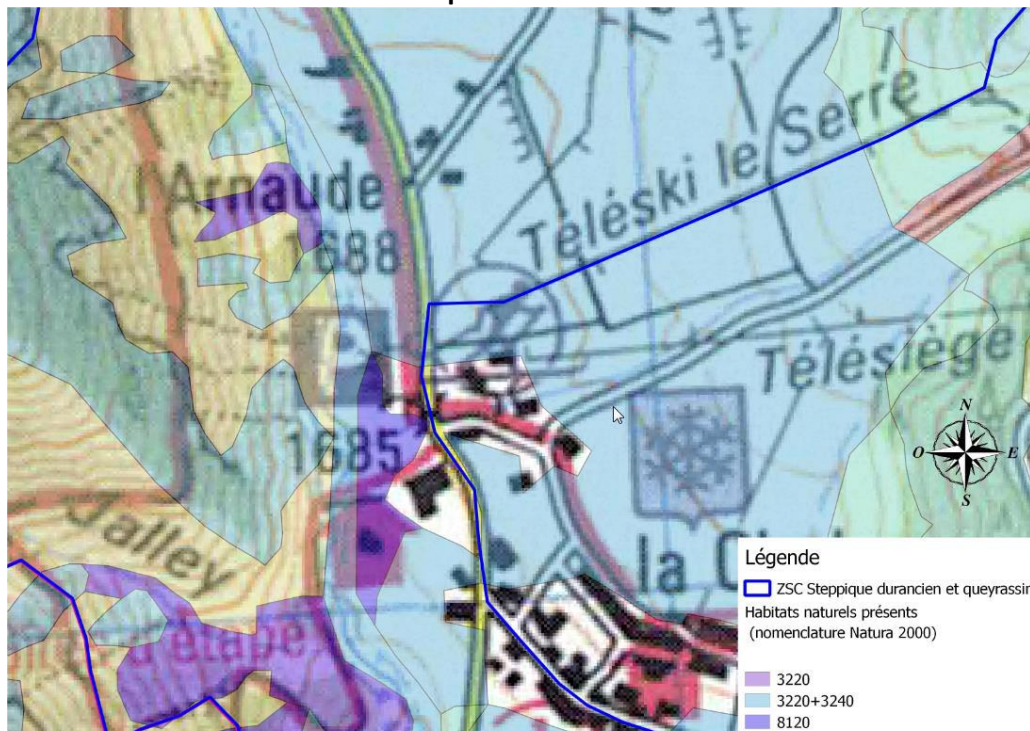 l'Arnaude
1688
Téléski le Serre
Télésiège
1685
Jalley
d'étape
la
N
O
E
S
Légende
ZSC Steppique durancien et queyrassin
Habitats naturels présents
(nomenclature Natura 2000)
3220
3220+3240
8120